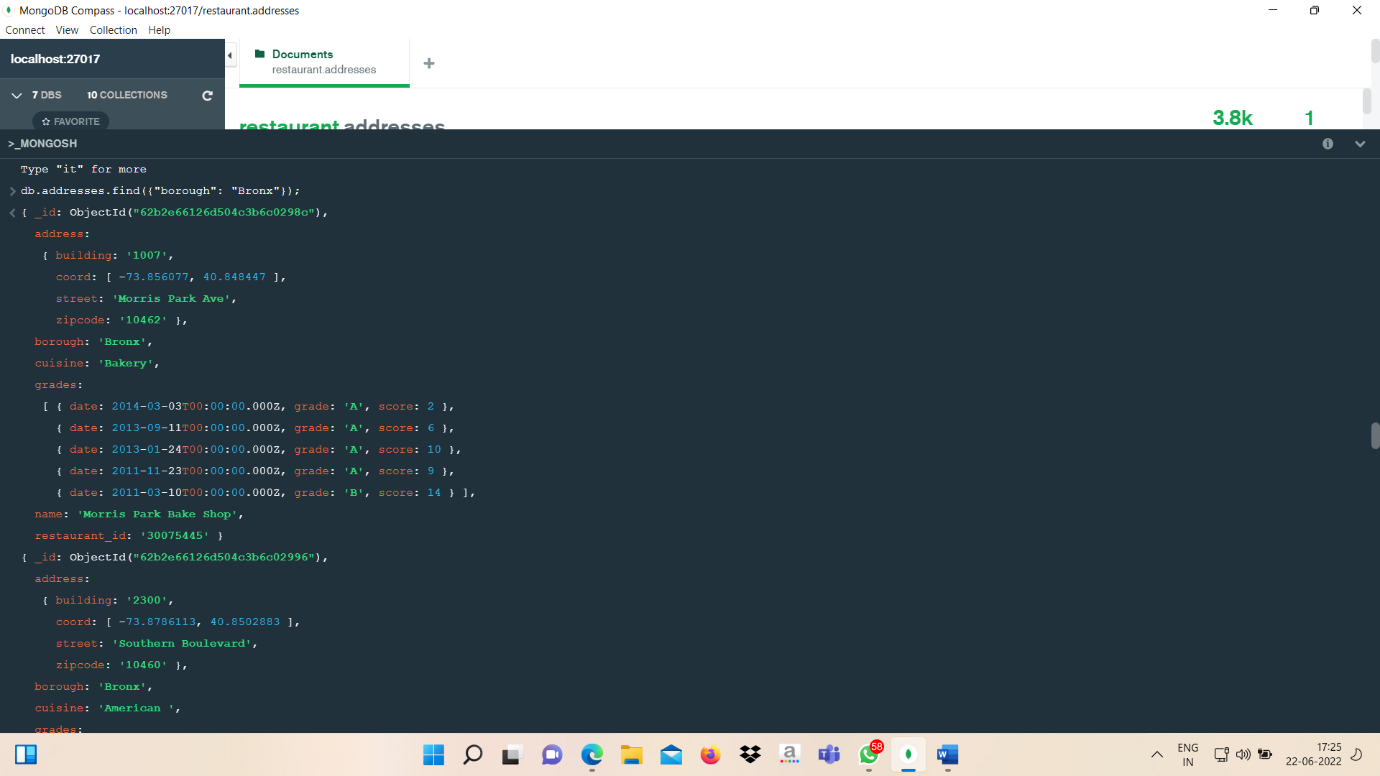 MongoDB Compass - localhost:27017/restaurant.addresses
Connect View Collection Help
localhost:27017
Documents
restaurant.addresses
7 DBS 10 COLLECTIONS
FAVORITE
restaurant.addresses
3.8k 1
>_MONGOSH
Type "it" for more
db.addresses.find({"borough": "Bronx"});
{ _id: ObjectId("62b2e66126d504c3b6c0298c"),
address:
{ building: '1007',
coord: [ -73.856077, 40.848447 ],
street: 'Morris Park Ave',
zipcode: '10462' },
borough: 'Bronx',
cuisine: 'Bakery',
grades:
[ { date: 2014-03-03T00:00:00.000Z, grade: 'A', score: 2 },
{ date: 2013-09-11T00:00:00.000Z, grade: 'A', score: 6 },
{ date: 2013-01-24T00:00:00.000Z, grade: 'A', score: 10 },
{ date: 2011-11-23T00:00:00.000Z, grade: 'A', score: 9 },
{ date: 2011-03-10T00:00:00.000Z, grade: 'B', score: 14 } ],
name: 'Morris Park Bake Shop',
restaurant_id: '30075445' }
{ _id: ObjectId("62b2e66126d504c3b6c02996"),
address:
{ building: '2300',
coord: [ -73.8786113, 40.8502883 ],
street: 'Southern Boulevard',
zipcode: '10460' },
borough: 'Bronx',
cuisine: 'American ',
grades:
58
ENG
IN
17:25
22-06-2022